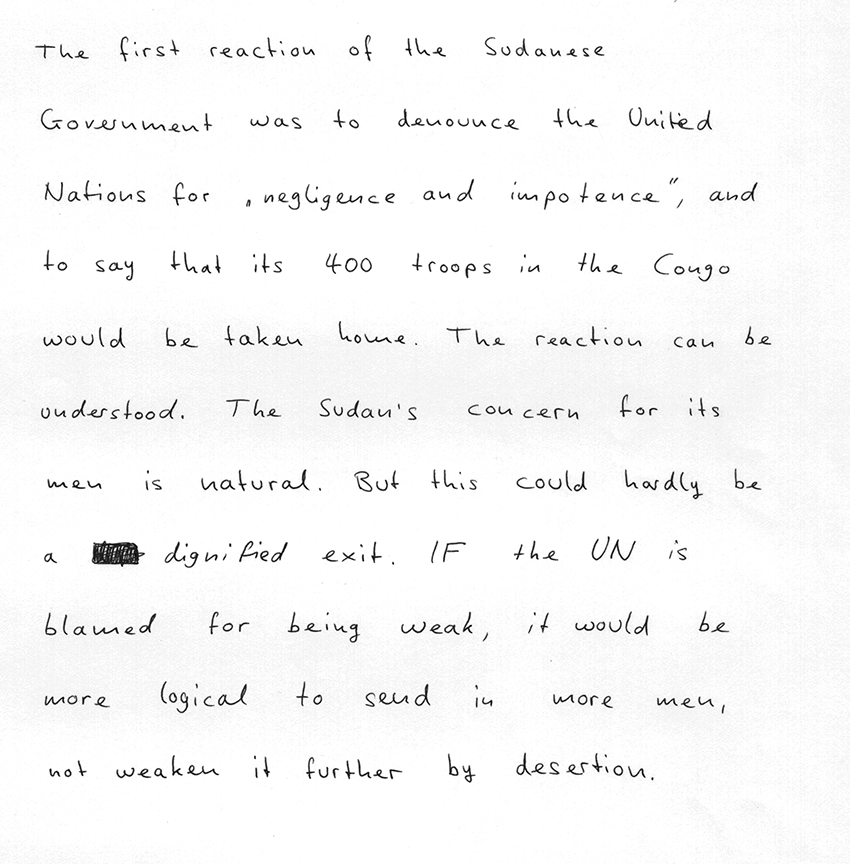 The first reaction of the Sudanese
Government was to denounce the United
Nations for „negligence and impotence", and
to say that its 400 troops in the Congo
would be taken home. The reaction can be
understood. The Sudan's concern for its
men is natural. But this could hardly be
a dignified exit. IF the UN is
blamed for being weak, it would be
more logical to send in more men,
not weaken it further by desertion.